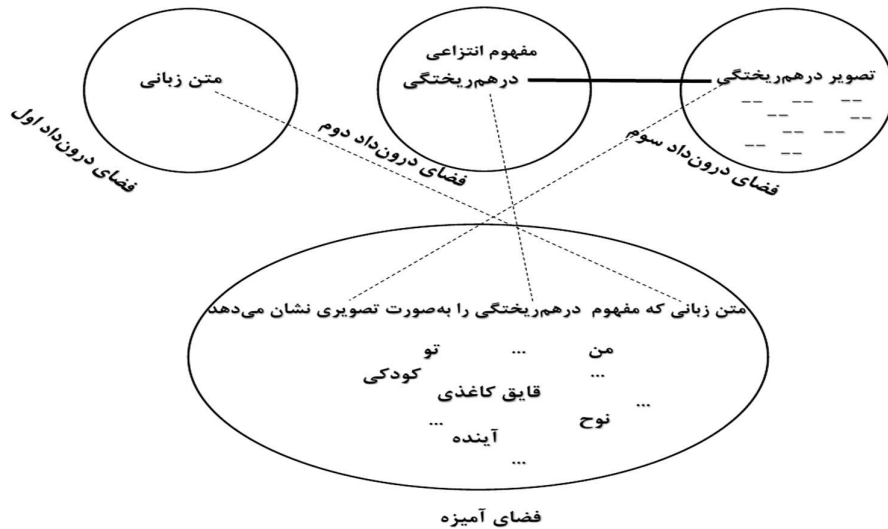 متن زبانی
مفهوم انتزاعی
درهم‌ریختگی
تصویر درهم‌ریختگی
فضای درون‌داد اول
فضای درون‌داد دوم
فضای درون‌داد سوم
متن زبانی که مفهوم درهم‌ریختگی را به‌صورت تصویری نشان می‌دهد
من ... تو
... کودکی
قایق کاغذی
...
نوح ...
آینده
...
فضای آمیزه